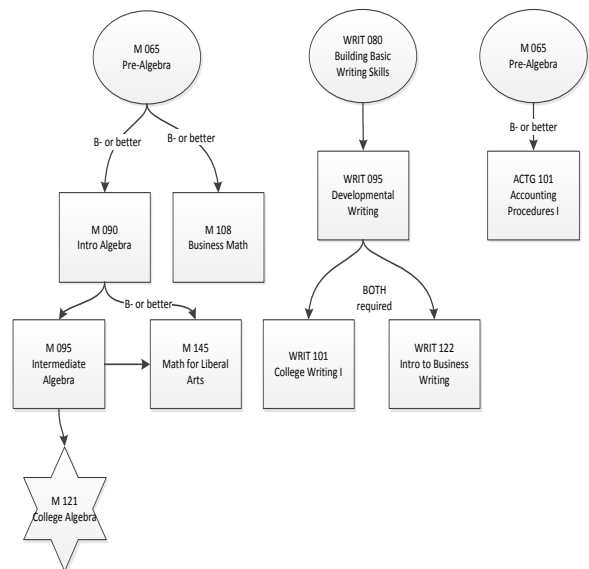 M 065
Pre-Algebra
WRIT 080
Building Basic
Writing Skills
M 065
Pre-Algebra
B- or better
B- or better
B- or better
M 090
Intro Algebra
M 108
Business Math
WRIT 095
Developmental
Writing
ACTG 101
Accounting
Procedures I
B- or better
BOTH
required
M 095
Intermediate
Algebra
M 145
Math for Liberal
Arts
WRIT 101
College Writing I
WRIT 122
Intro to Business
Writing
M 121
College Algebra